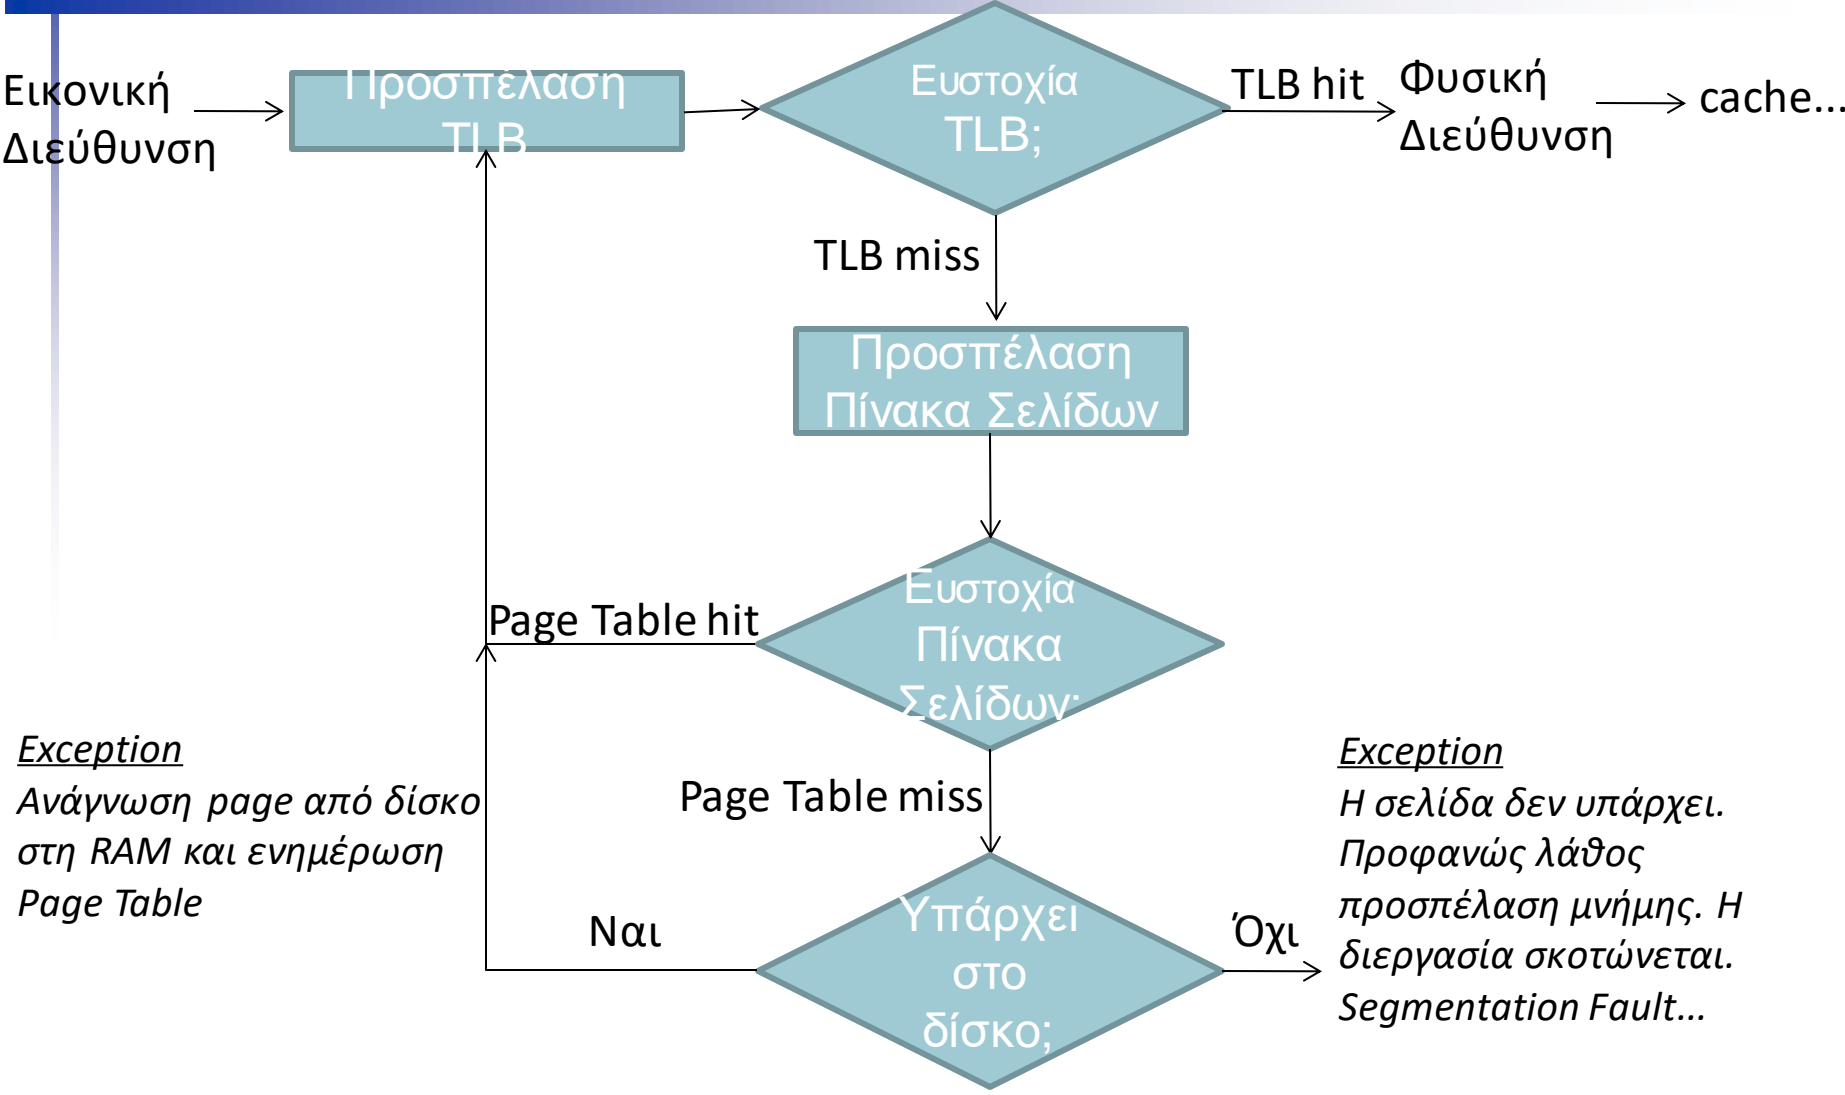 Εικονική
Διεύθυνση
Προσπέλαση
TLB
Ευστοχία
TLB;
TLB hit
Φυσική
Διεύθυνση
cache...
TLB miss
Προσπέλαση
Πίνακα Σελίδων
Ευστοχία
Πίνακα
Σελίδων;
Page Table hit
Page Table miss
Exception
Ανάγνωση page από δίσκο
στη RAM και ενημέρωση
Page Table
Ναι
Υπάρχει
στο
δίσκο;
Όχι
Exception
Η σελίδα δεν υπάρχει.
Προφανώς λάθος
προσπέλαση μνήμης. Η
διεργασία σκοτώνεται.
Segmentation Fault...